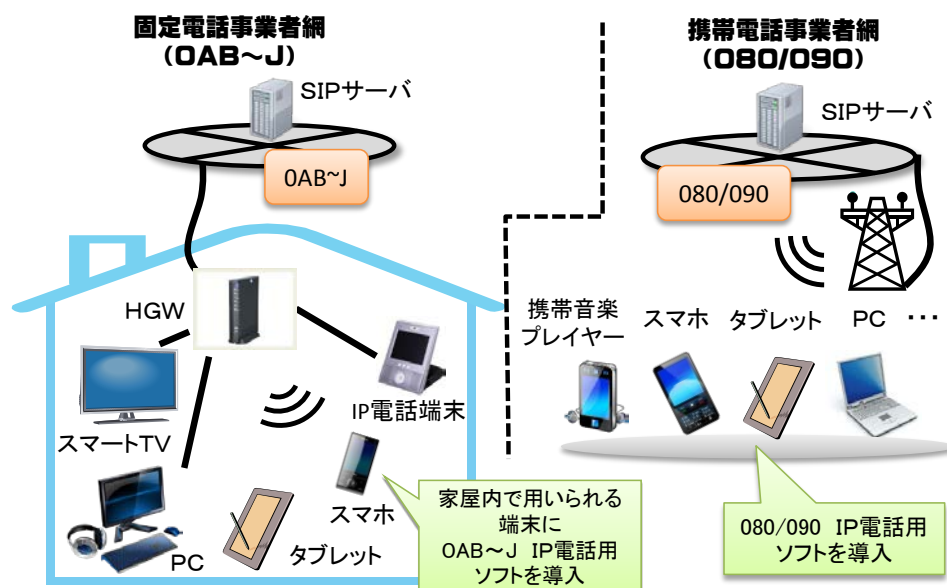 固定電話事業者網
(0AB～J)
SIPサーバ
0AB~J
HGW
スマートTV
IP電話端末
PC
タブレット
スマホ
家屋内で用いられる
端末に
0AB～J IP電話用
ソフトを導入
携帯電話事業者網
(080/090)
SIPサーバ
080/090
携帯音楽
プレイヤー
スマホ
タブレット
PC
・・・
080/090 IP電話用
ソフトを導入